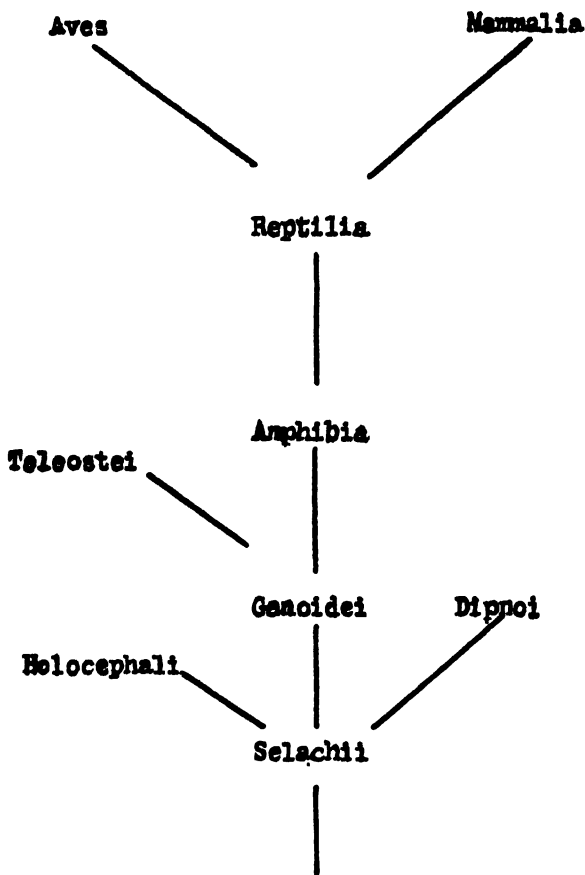 Aves Mammalia
Reptilia
Amphibia
Teleostei
Ganoidei Dipnoi
Holocephali
Selachii